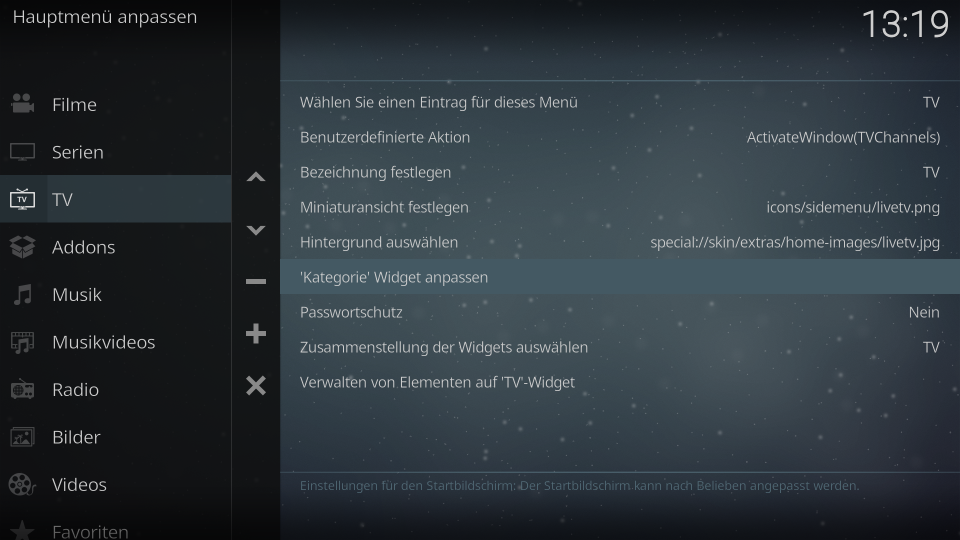 Hauptmenü anpassen
13:19
Filme
Serien
TV
TV
Addons
Musik
Musikvideos
Radio
Bilder
Videos
Favoriten
Wählen Sie einen Eintrag für dieses Menü TV
Benutzerdefinierte Aktion ActivateWindow(TVChannels)
Bezeichnung festlegen TV
Miniaturansicht festlegen icons/sidemenu/livetv.png
Hintergrund auswählen special://skin/extras/home-images/livetv.jpg
'Kategorie' Widget anpassen
Passwortschutz Nein
Zusammenstellung der Widgets auswählen TV
Verwalten von Elementen auf 'TV'-Widget
Einstellungen für den Startbildschirm: Der Startbildschirm kann nach Belieben angepasst werden.